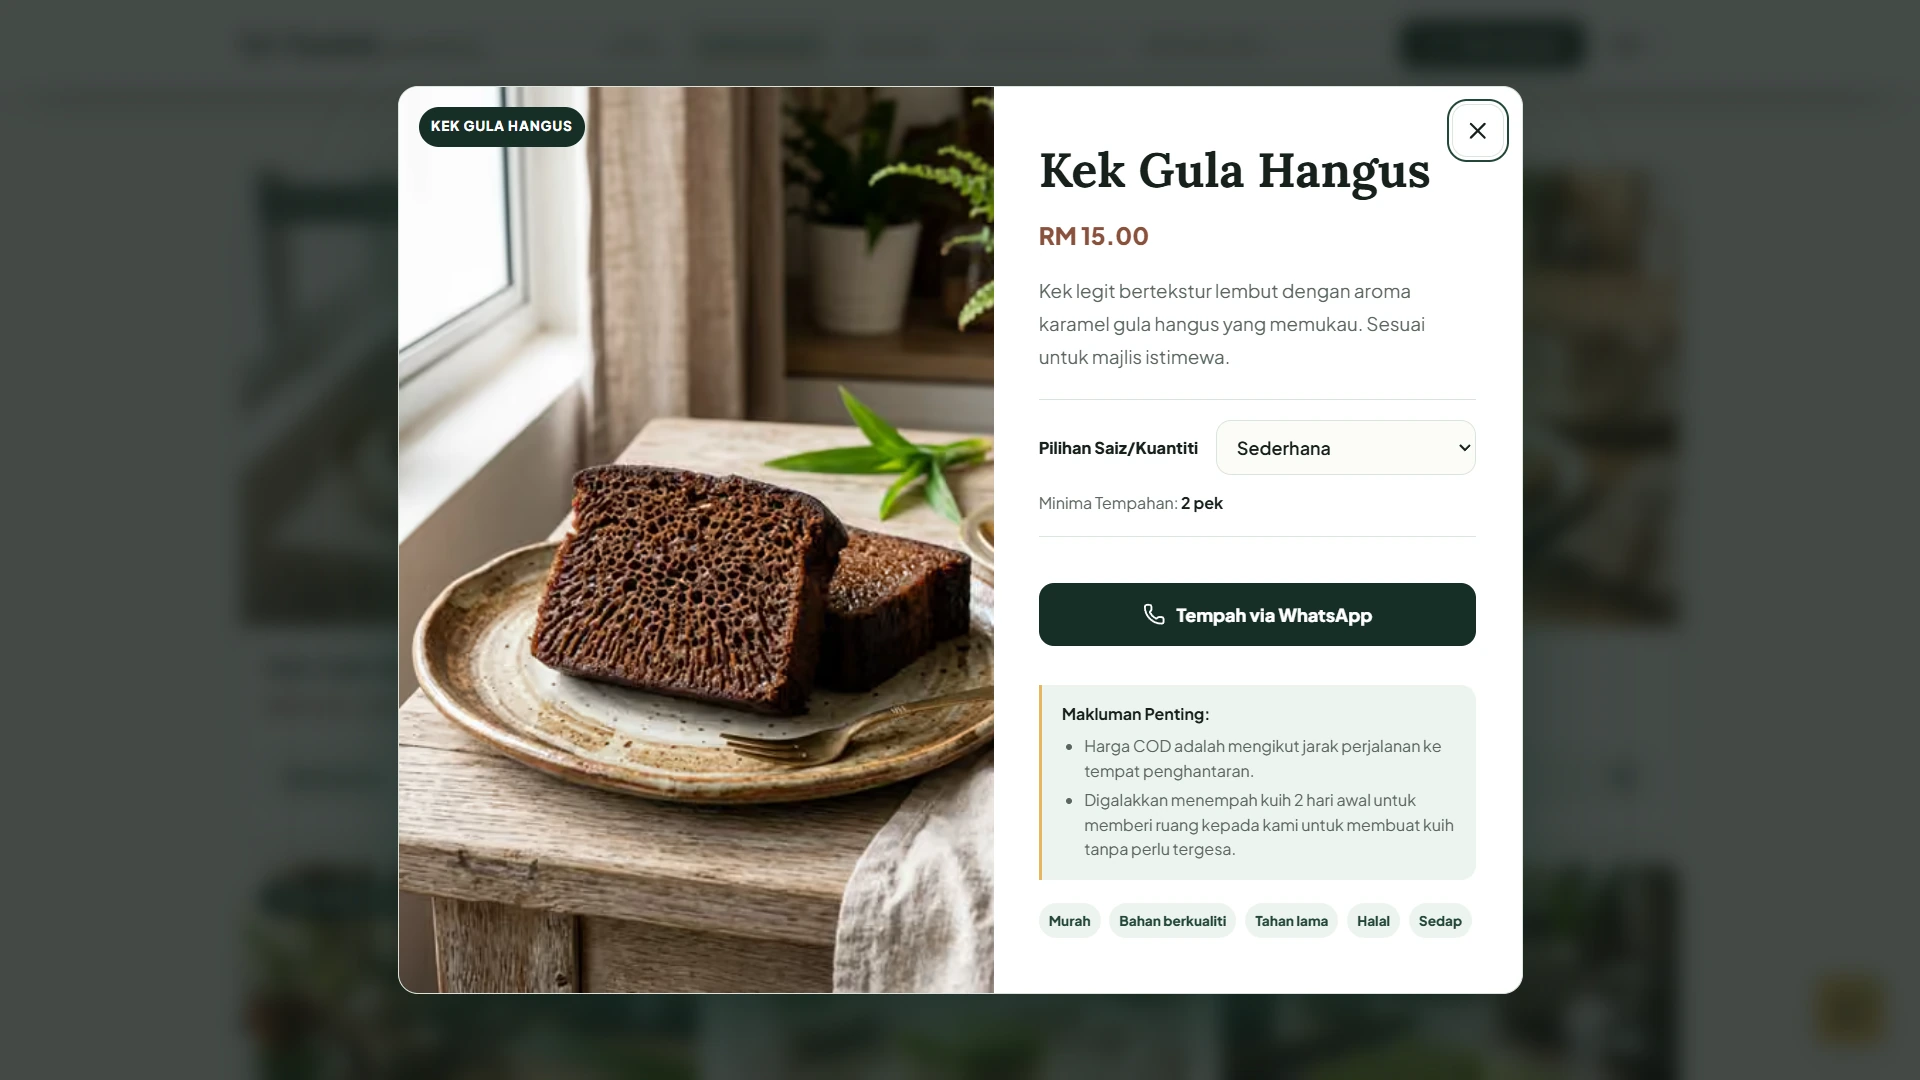 KEK GULA HANGUS
Kek Gula Hangus
RM 15.00
Kek legit bertekstur lembut dengan aroma
karamel gula hangus yang memukau. Sesuai
untuk majlis istimewa.
Pilihan Saiz/Kuantiti
Sederhana
Minima Tempahan: 2 pek
Tempah via WhatsApp
Makluman Penting:
Harga COD adalah mengikut jarak perjalanan ke
tempat penghantaran.
Digalakkan menempah kuih 2 hari awal untuk
memberi ruang kepada kami untuk membuat kuih
tanpa perlu tergesa.
Murah
Bahan berkualiti
Tahan lama
Halal
Sedap